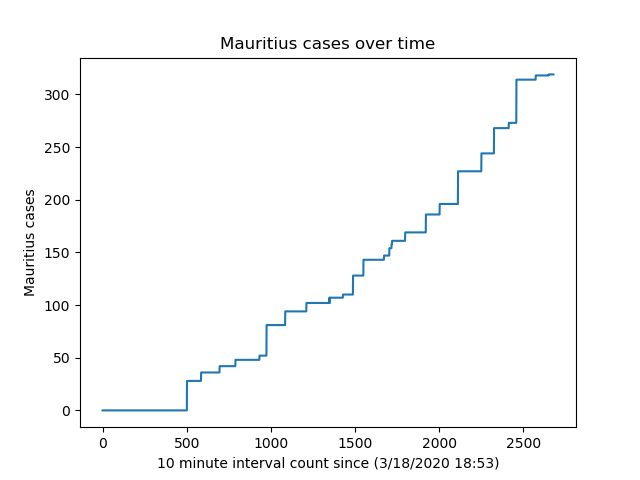 Mauritius cases over time
300
250
200
150
100
50
0
Mauritius cases
0 500 1000 1500 2000 2500
10 minute interval count since (3/18/2020 18:53)